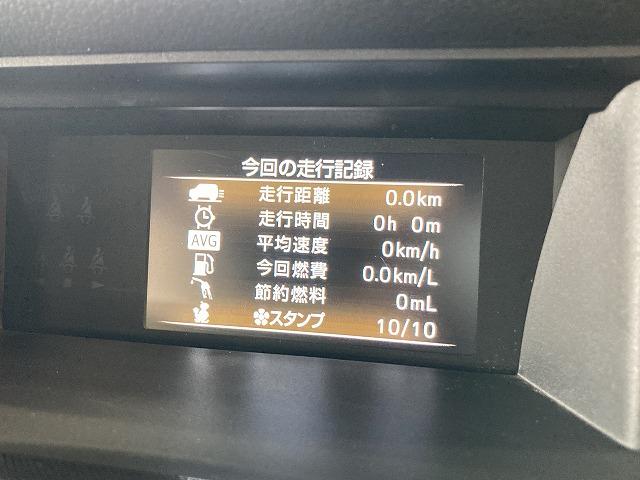 今回の走行記録
走行距離 0.0km
走行時間 0h 0m
AVG 平均速度 0km/h
今回燃費 0.0km/L
節約燃料 0mL
スタンプ 10/10